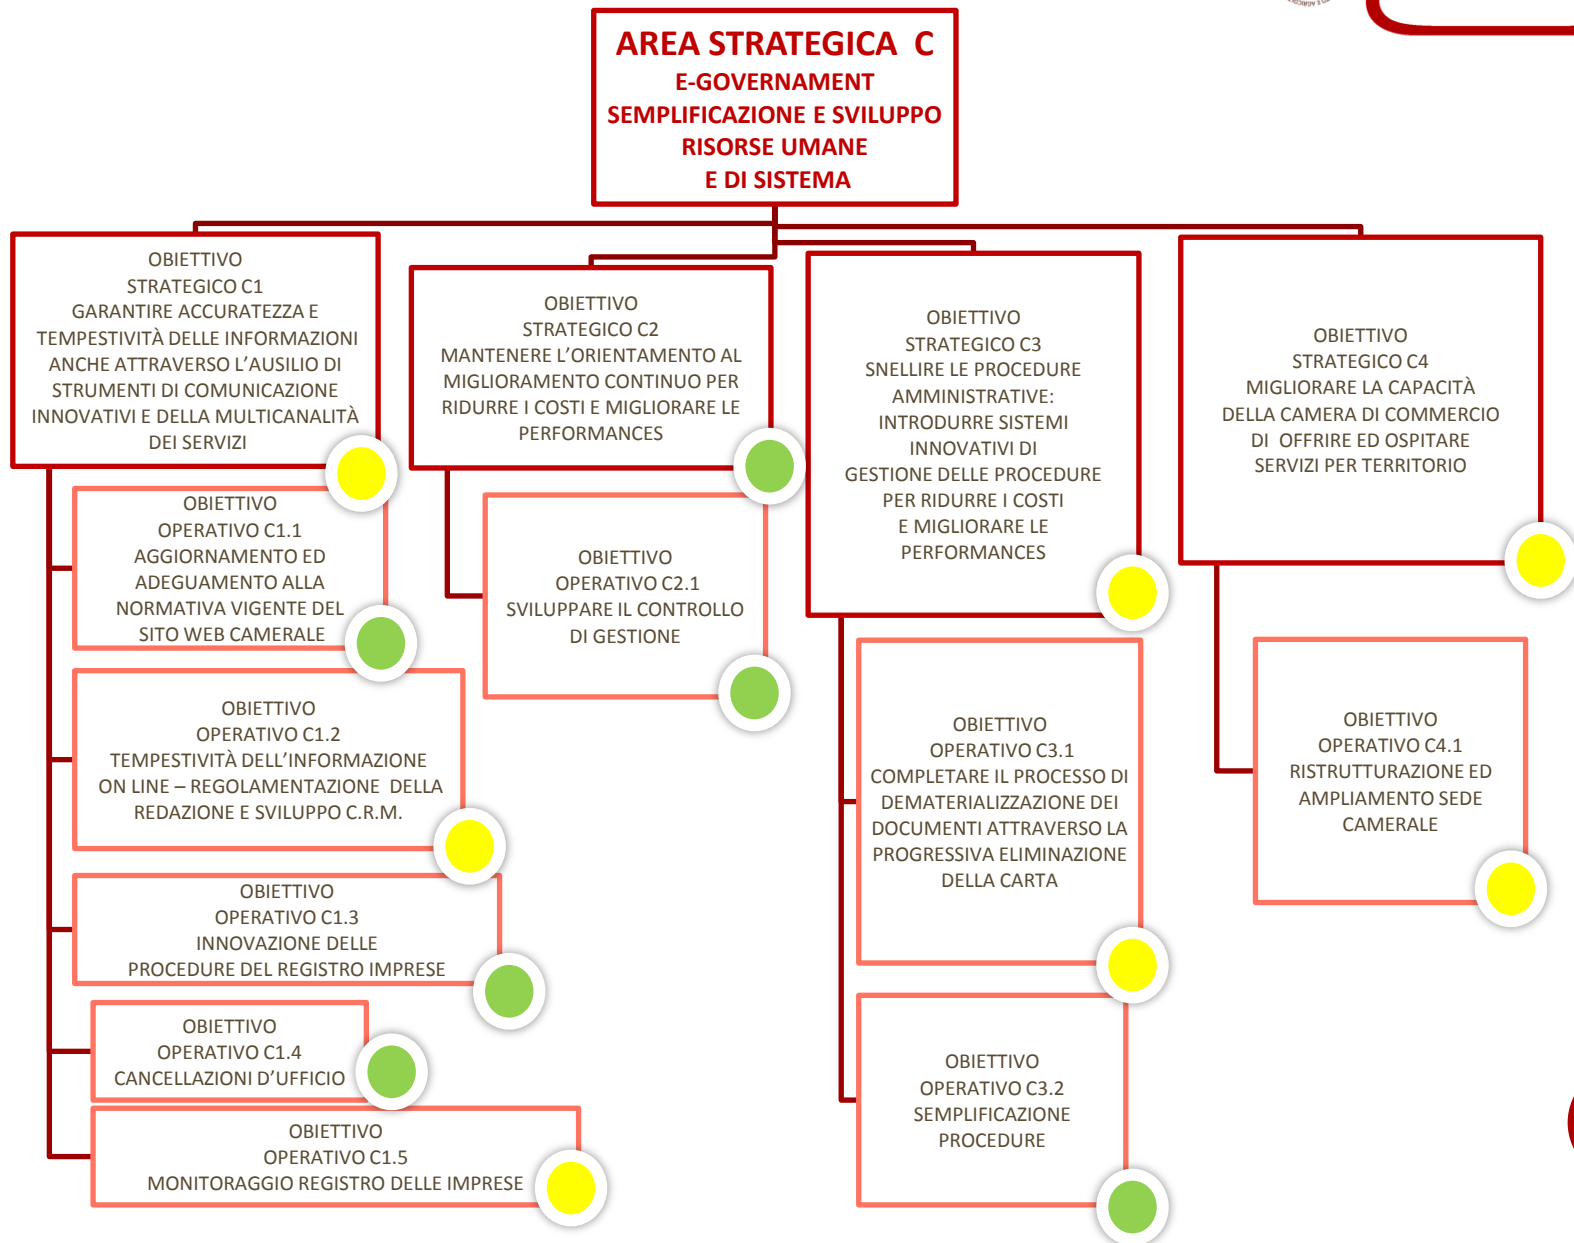 AREA STRATEGICA C
E-GOVERNAMENT
SEMPLIFICAZIONE E SVILUPPO
RISORSE UMANE
E DI SISTEMA
OBIETTIVO
STRATEGICO C1
GARANTIRE ACCURATEZZA E
TEMPESTIVITÀ DELLE INFORMAZIONI
ANCHE ATTRAVERSO L’AUSILIO DI
STRUMENTI DI COMUNICAZIONE
INNOVATIVI E DELLA MULTICANALITÀ
DEI SERVIZI
OBIETTIVO
OPERATIVO C1.1
AGGIORNAMENTO ED
ADEGUAMENTO ALLA
NORMATIVA VIGENTE DEL
SITO WEB CAMERALE
OBIETTIVO
OPERATIVO C1.2
TEMPESTIVITÀ DELL’INFORMAZIONE
ON LINE – REGOLAMENTAZIONE DELLA
REDAZIONE E SVILUPPO C.R.M.
OBIETTIVO
OPERATIVO C1.3
INNOVAZIONE DELLE
PROCEDURE DEL REGISTRO IMPRESE
OBIETTIVO
OPERATIVO C1.4
CANCELLAZIONI D’UFFICIO
OBIETTIVO
OPERATIVO C1.5
MONITORAGGIO REGISTRO DELLE IMPRESE
OBIETTIVO
STRATEGICO C2
MANTENERE L’ORIENTAMENTO AL
MIGLIORAMENTO CONTINUO PER
RIDURRE I COSTI E MIGLIORARE LE
PERFORMANCES
OBIETTIVO
OPERATIVO C2.1
SVILUPPARE IL CONTROLLO
DI GESTIONE
OBIETTIVO
STRATEGICO C3
SNELLIRE LE PROCEDURE
AMMINISTRATIVE:
INTRODURRE SISTEMI
INNOVATIVI DI
GESTIONE DELLE PROCEDURE
PER RIDURRE I COSTI
E MIGLIORARE LE
PERFORMANCES
OBIETTIVO
OPERATIVO C3.1
COMPLETARE IL PROCESSO DI
DEMATERIALIZZAZIONE DEI
DOCUMENTI ATTRAVERSO LA
PROGRESSIVA ELIMINAZIONE
DELLA CARTA
OBIETTIVO
OPERATIVO C3.2
SEMPLIFICAZIONE
PROCEDURE
OBIETTIVO
STRATEGICO C4
MIGLIORARE LA CAPACITÀ
DELLA CAMERA DI COMMERCIO
DI OFFRIRE ED OSPITARE
SERVIZI PER TERRITORIO
OBIETTIVO
OPERATIVO C4.1
RISTRUTTURAZIONE ED
AMPLIAMENTO SEDE
CAMERALE